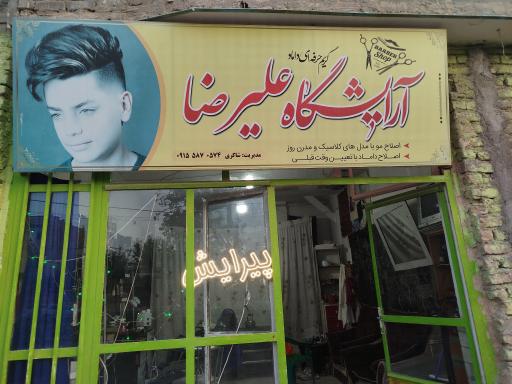 گریم حرفه ای داماد
BARBER
Shop
آرایشگاه علیرضا
اصلاح مو با مدل های کلاسیک و مدرن روز
اصلاح داماد با تعیین وقت قبلی
مدیریت: شاکری ۰۵۷۴ ۵۸۷ ۰۹۱۵
پیرایش